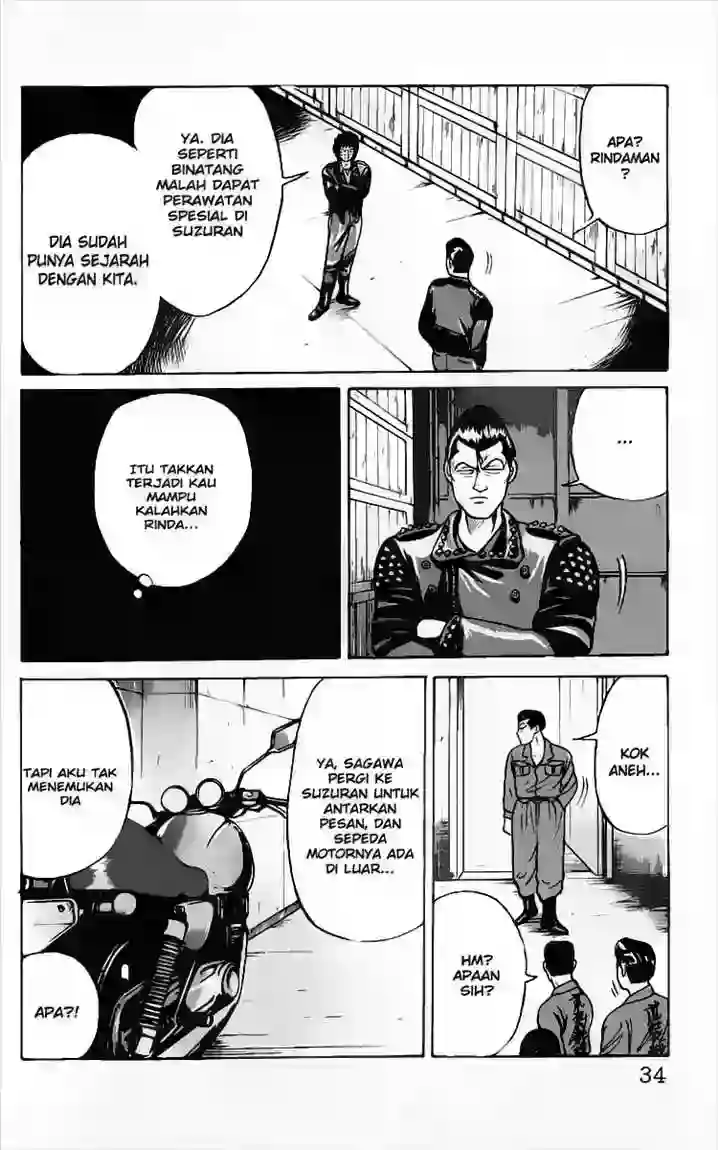 APA?
RINDAMAN
?
YA. DIA
SEPERTI
BINATANG
MALAH DAPAT
PERAWATAN
SPESIAL DI
SUZURAN
DIA SUDAH
PUNYA SEJARAH
DENGAN KITA.
...
ITU TAKKAN
TERJADI KAU
MAMPU
KALAHKAN
RINDA...
KOK
ANEH...
HM?
APAAN
SIH?
YA, SAGAWA
PERGI KE
SUZURAN UNTUK
ANTARKAN
PESAN, DAN
SEPEDA
MOTORNYA ADA
DI LUAR...
TAPI AKU TAK
MENEMUKAN
DIA
APA?!
34